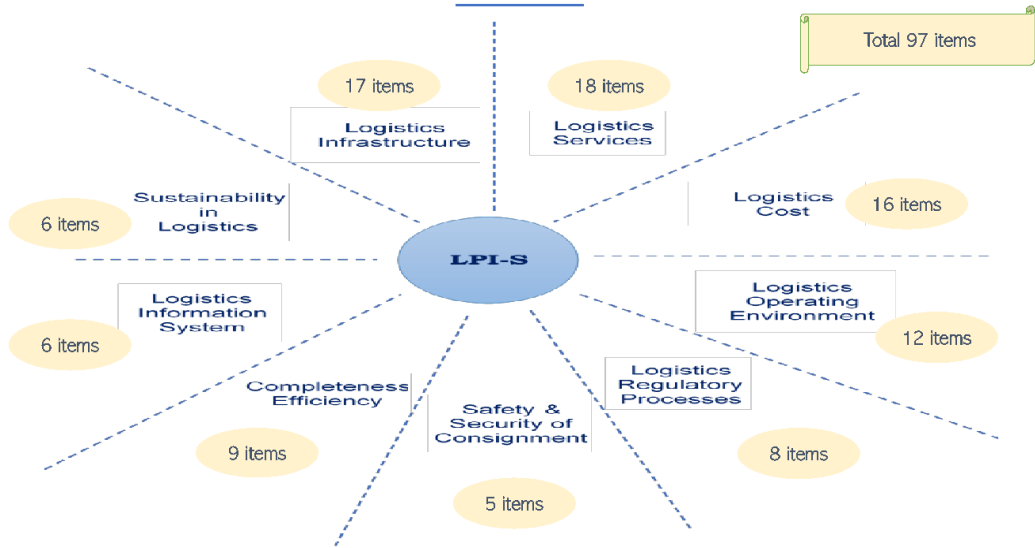 Total 97 items
17 items
18 items
Logistics
Infrastructure
Logistics
Services
Sustainability
in
Logistics
6 items
Logistics
Cost
16 items
LPI-S
Logistics
Information
System
6 items
Logistics
Operating
Environment
12 items
Completeness
Efficiency
9 items
Safety &
Security of
Consignment
5 items
Logistics
Regulatory
Processes
8 items